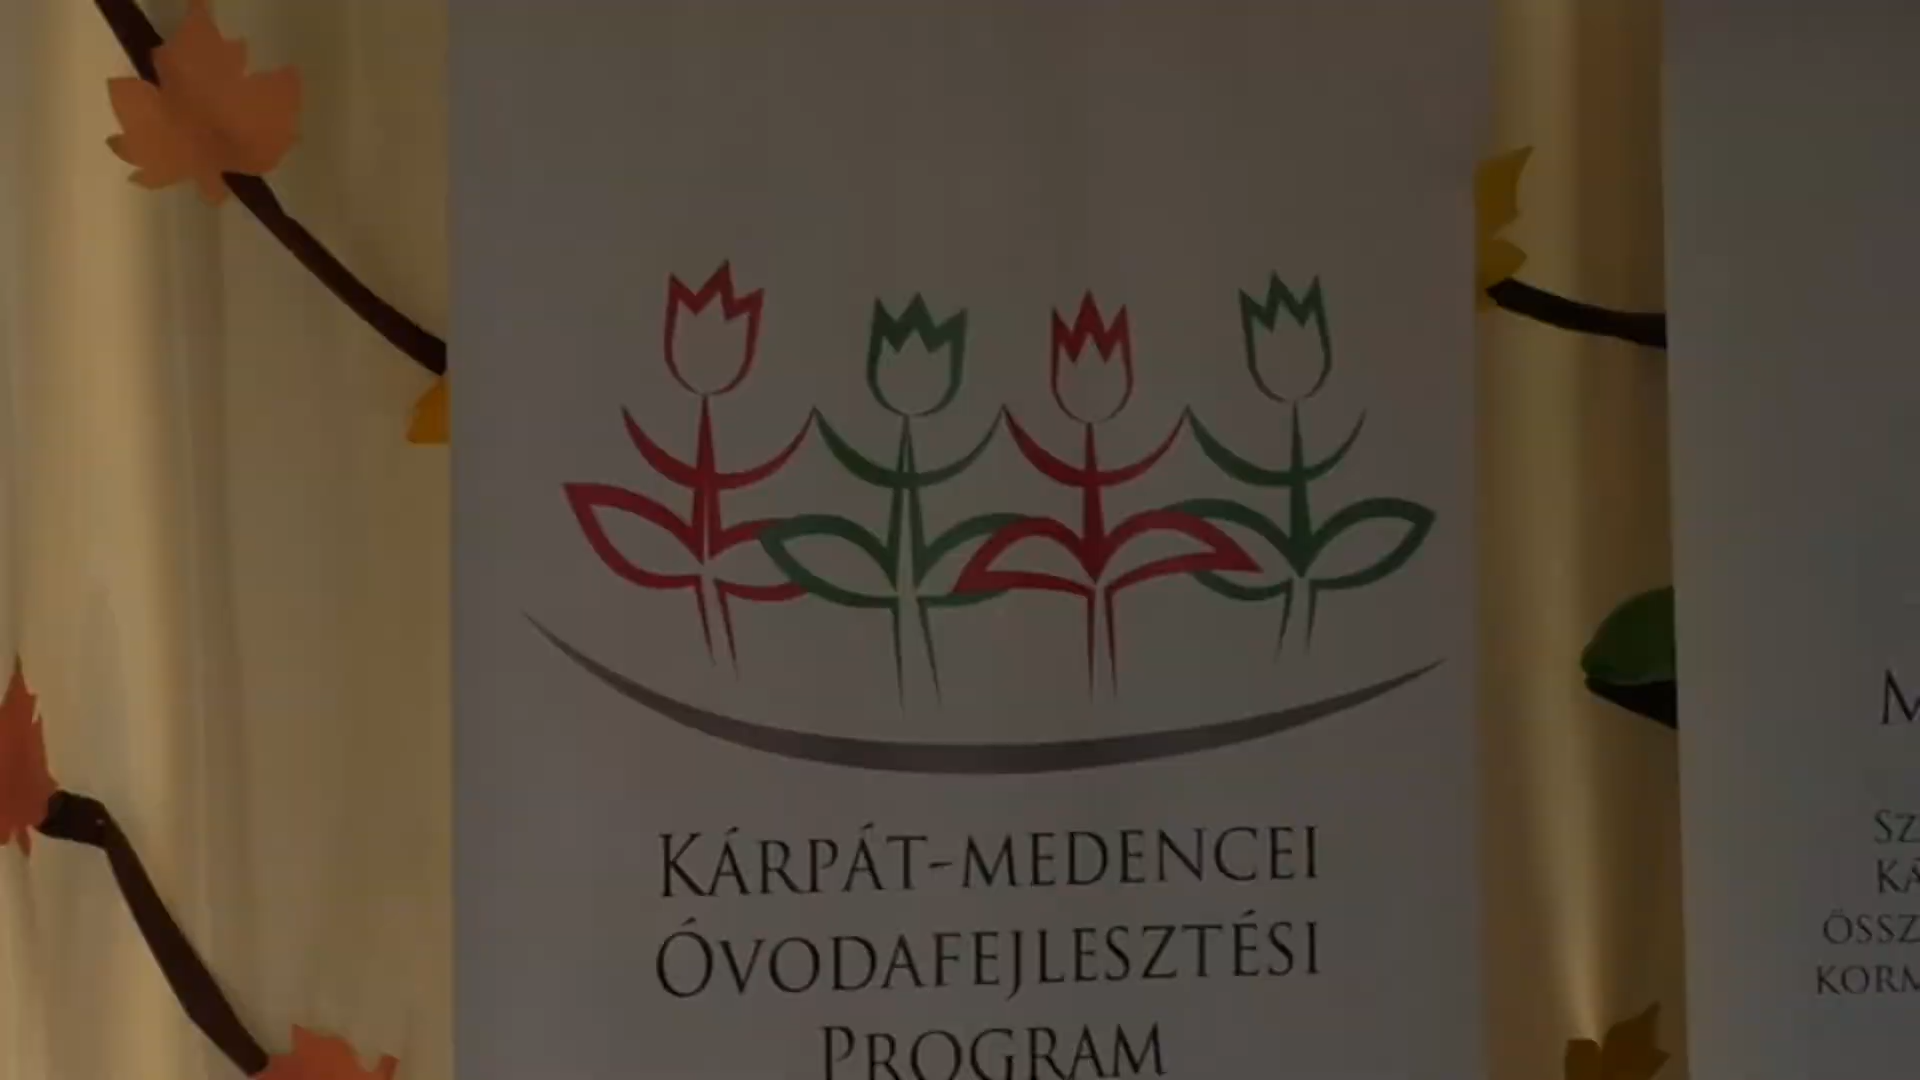 KÁRPÁT-MEDENCEI
ÓVODAFEJLESZTÉSI
PROGRAM
M
SZ
KÁ
ÖSSZ
KORM